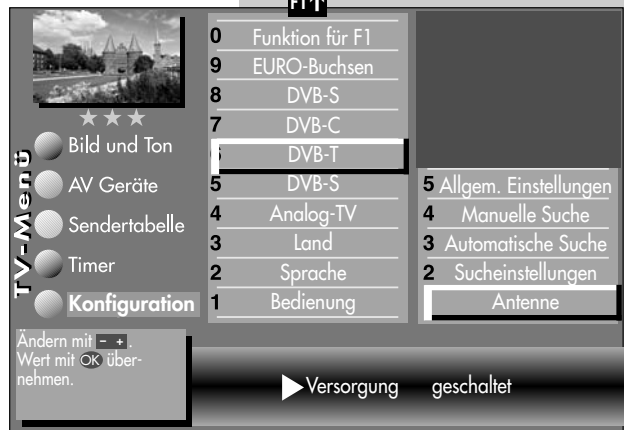 F1
TV-Menü
Bild und Ton
AV Geräte
Sendertabelle
Timer
Konfiguration
0 Funktion für F1
9 EURO-Buchsen
8 DVB-S
7 DVB-C
DVB-T
5 DVB-S
4 Analog-TV
3 Land
2 Sprache
1 Bedienung
5 Allgem. Einstellungen
4 Manuelle Suche
3 Automatische Suche
2 Sucheinstellungen
Antenne
Ändern mit - + .
Wert mit OK über-
nehmen.
Versorgung geschaltet